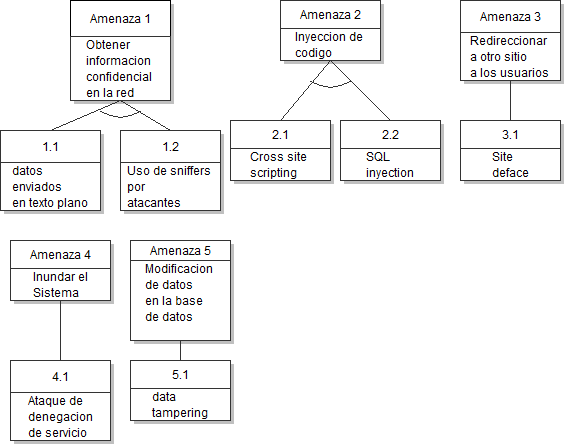 Amenaza 1
Obtener
informacion
confidencial
en la red
1.1
datos
enviados
en texto plano
1.2
Uso de sniffers
por
atacantes
Amenaza 2
Inyeccion de
codigo
2.1
Cross site
scripting
2.2
SQL
inyection
Amenaza 3
Redireccionar
a otro sitio
a los usuarios
3.1
Site
deface
Amenaza 4
Inundar el
Sistema
4.1
Ataque de
denegacion
de servicio
Amenaza 5
Modificacion
de datos
en la base
de datos
5.1
data
tampering